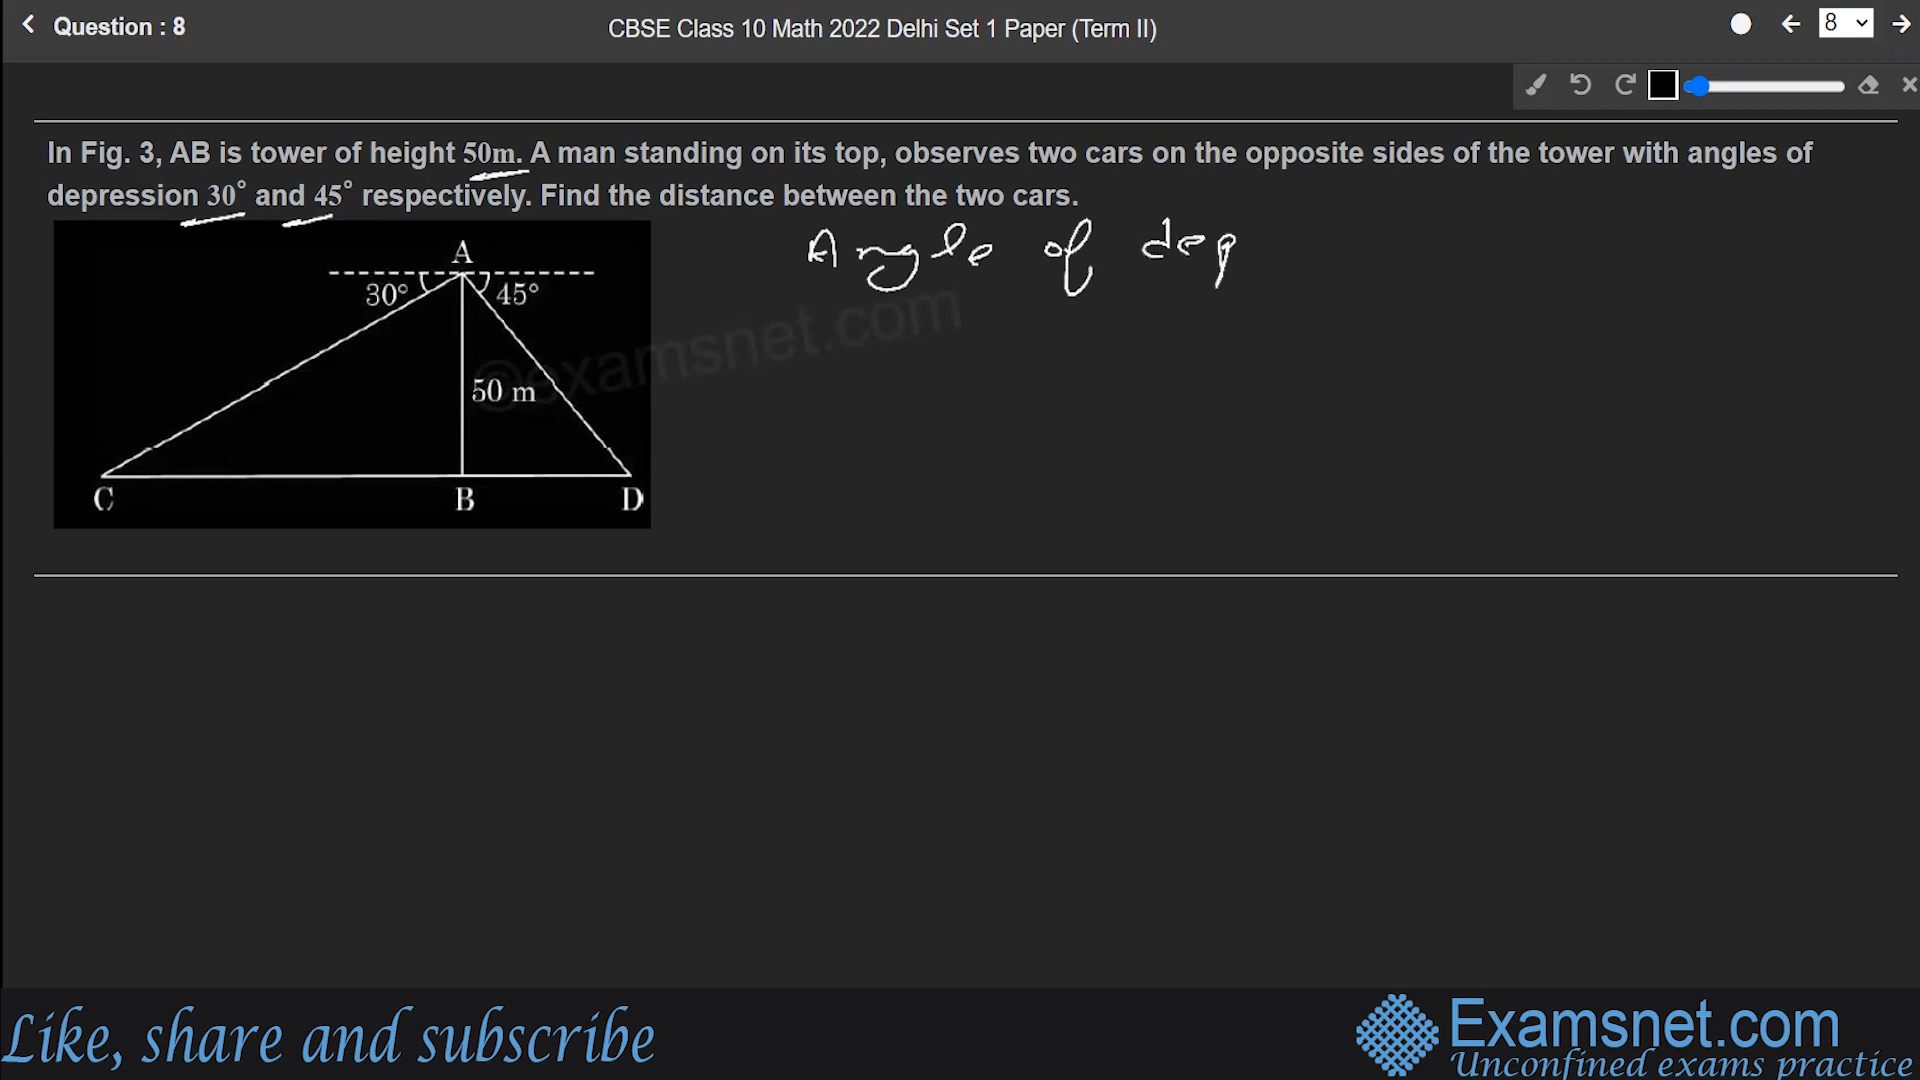 Question : 8
CBSE Class 10 Math 2022 Delhi Set 1 Paper (Term II)
8
In Fig. 3, AB is tower of height 50m. A man standing on its top, observes two cars on the opposite sides of the tower with angles of
depression 30° and 45° respectively. Find the distance between the two cars.
Angle of dep
A
30° 45°
©examsnet.com
50 m
C B D
Like, share and subscribe
Examsnet.com
Unconfined exams practice